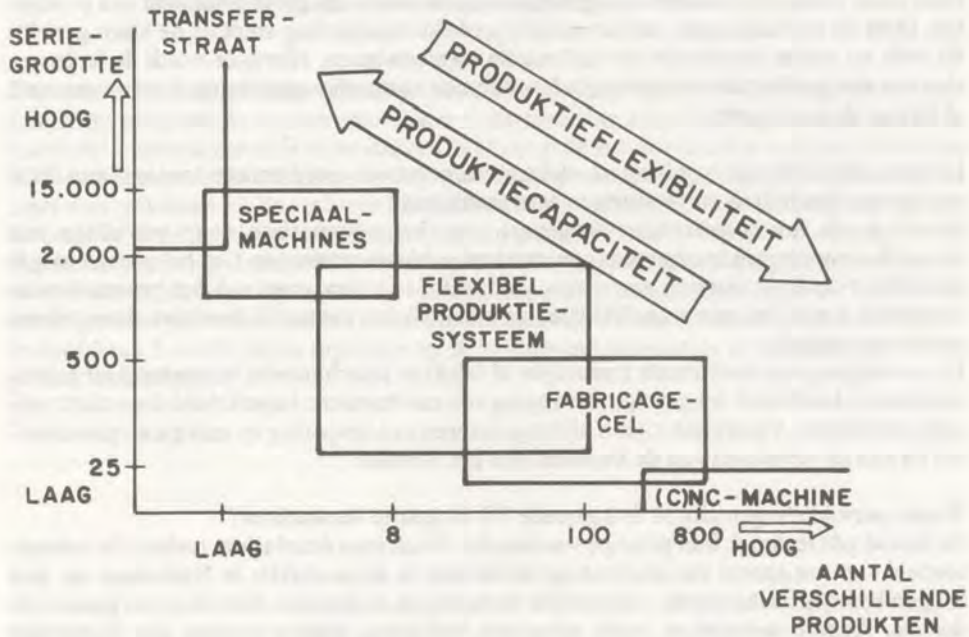 SERIE-
GROOTTE
HOOG
15.000
2.000
500
25
LAAG
TRANSFER-
STRAAT
PRODUKTIEFLEXIBILITEIT
PRODUKTIECAPACITEIT
SPECIAAL-
MACHINES
FLEXIBEL
PRODUKTIE-
SYSTEEM
FABRICAGE-
CEL
(C)NC-MACHINE
LAAG
8
100
800
HOOG
AANTAL
VERSCHILLENDE
PRODUKTEN